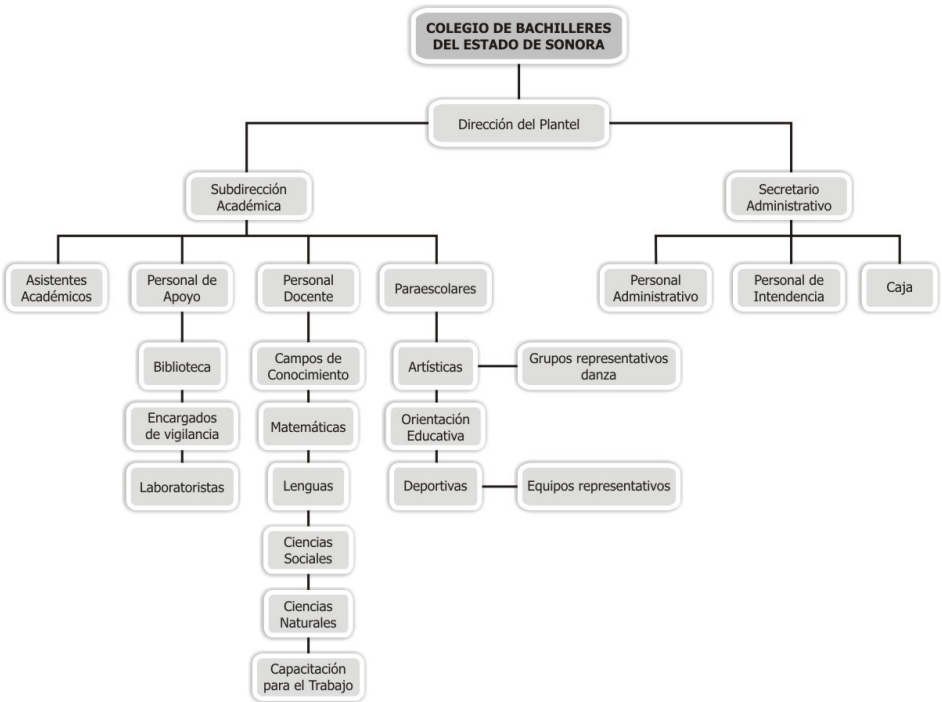 COLEGIO DE BACHILLERES
DEL ESTADO DE SONORA
Dirección del Plantel
Subdirección
Académica
Secretario
Administrativo
Asistentes
Académicos
Personal de
Apoyo
Personal
Docente
Paraescolares
Personal
Administrativo
Personal de
Intendencia
Caja
Biblioteca
Campos de
Conocimiento
Artísticas
Grupos representativos
danza
Encargados
de vigilancia
Matemáticas
Orientación
Educativa
Laboratoristas
Lenguas
Deportivas
Equipos representativos
Ciencias
Sociales
Ciencias
Naturales
Capacitación
para el Trabajo